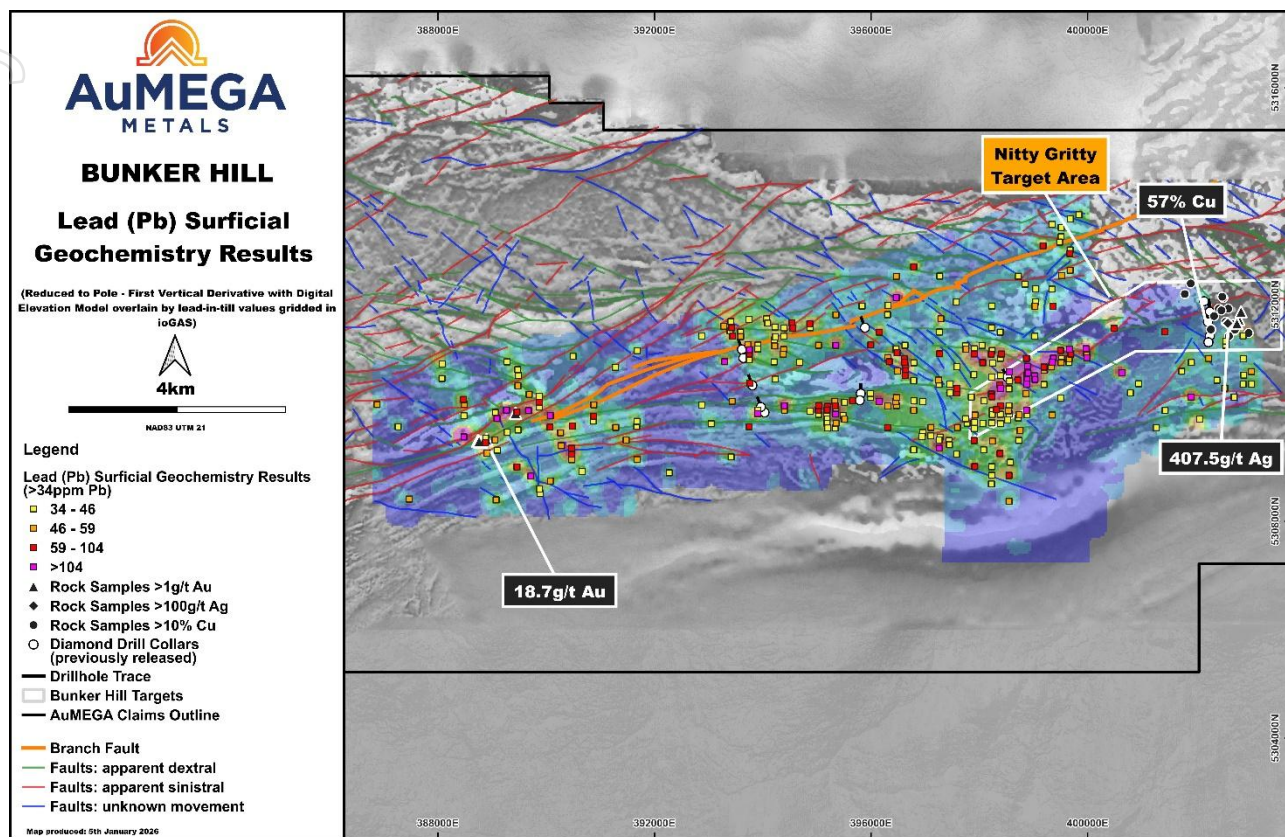 AuMEGA
METALS
BUNKER HILL
Lead (Pb) Surficial
Geochemistry Results
(Reduced to Pole - First Vertical Derivative with Digital
Elevation Model overlain by lead-in-till values gridded in
ioGAS)
4km
NAD83 UTM 21
Legend
Lead (Pb) Surficial Geochemistry Results
(>34ppm Pb)
34 - 46
46 - 59
59 - 104
>104
Rock Samples >1g/t Au
Rock Samples >100g/t Ag
Rock Samples >10% Cu
Diamond Drill Collars
(previously released)
Drillhole Trace
Bunker Hill Targets
AuMEGA Claims Outline
Branch Fault
Faults: apparent dextral
Faults: apparent sinistral
Faults: unknown movement
Map produced: 5th January 2026
388000E
392000E
396000E
400000E
5316000N
Nitty Gritty
Target Area
57% Cu
5312000N
407.5g/t Ag
18.7g/t Au
5308000N
5304000N
388000E
392000E
396000E
400000E